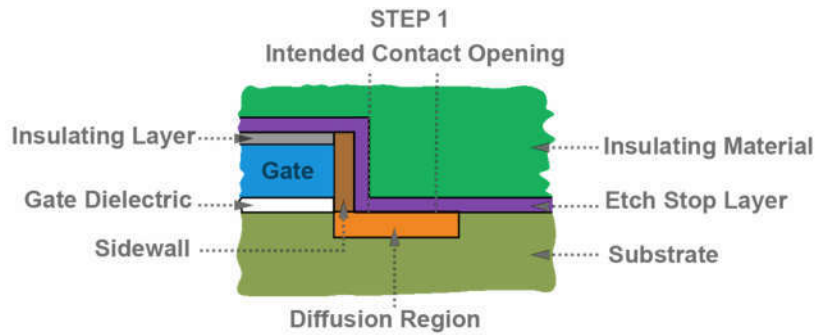 STEP 1
Intended Contact Opening
Insulating Layer
Insulating Material
Gate
Gate Dielectric
Etch Stop Layer
Sidewall
Substrate
Diffusion Region